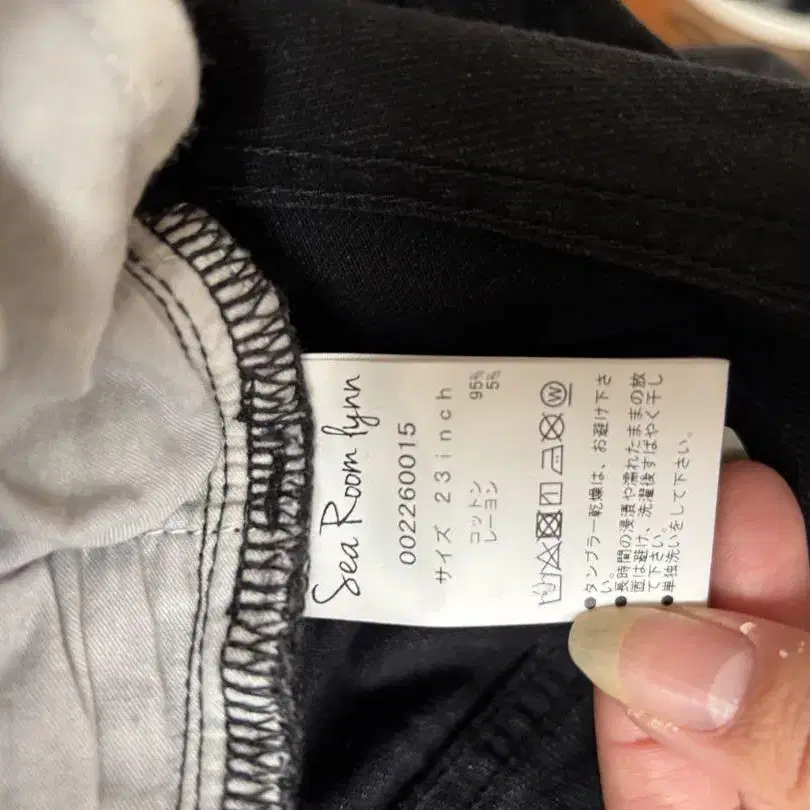 Sea Room lynn
002260015
サイズ 23inch
コットン 95%
レーヨン 5%
W
●タンブラー乾燥は、お避け下さ
い。
●長時間の浸漬や濡れたままの放
置は避け、洗濯後すばやく干し
て下さい。
●単独洗いをして下さい。